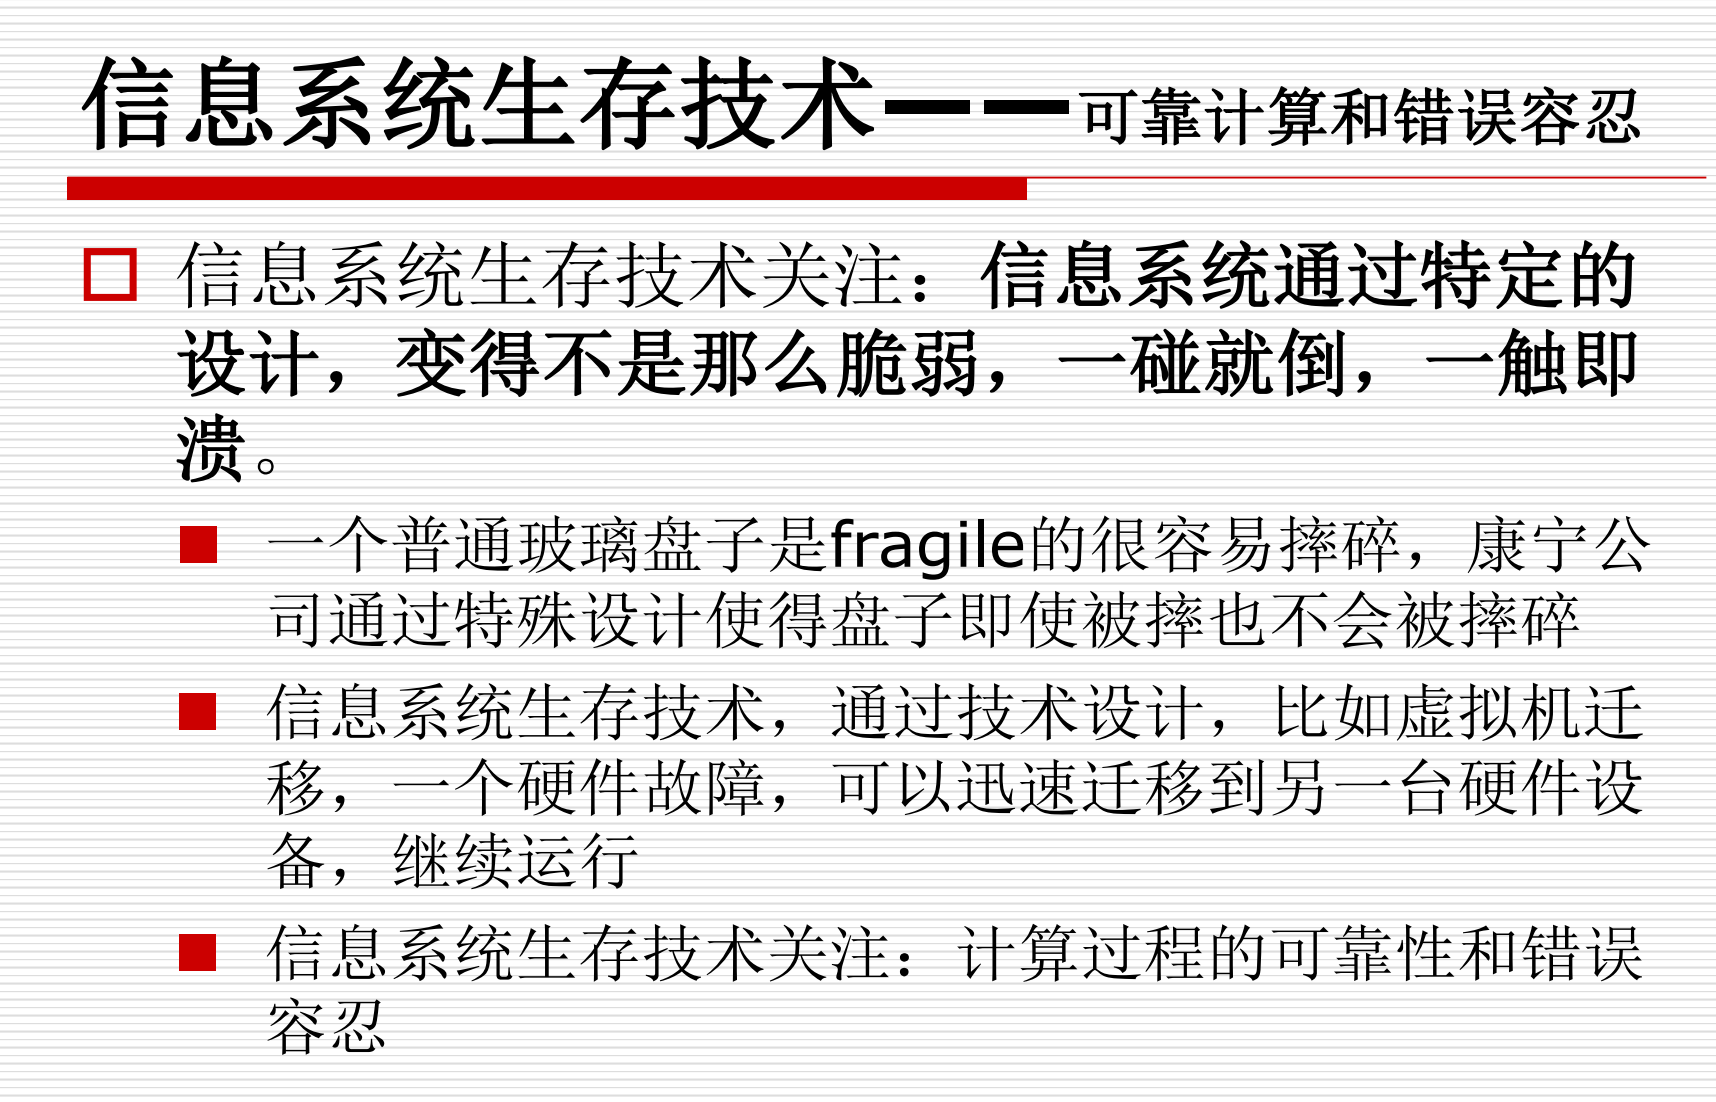 信息系统生存技术——可靠计算和错误容忍
信息系统生存技术关注：信息系统通过特定的
设计，变得不是那么脆弱，一碰就倒，一触即
溃。
一个普通玻璃盘子是fragile的很容易摔碎，康宁公
司通过特殊设计使得盘子即使被摔也不会被摔碎
信息系统生存技术，通过技术设计，比如虚拟机迁
移，一个硬件故障，可以迅速迁移到另一台硬件设
备，继续运行
信息系统生存技术关注：计算过程的可靠性和错误
容忍